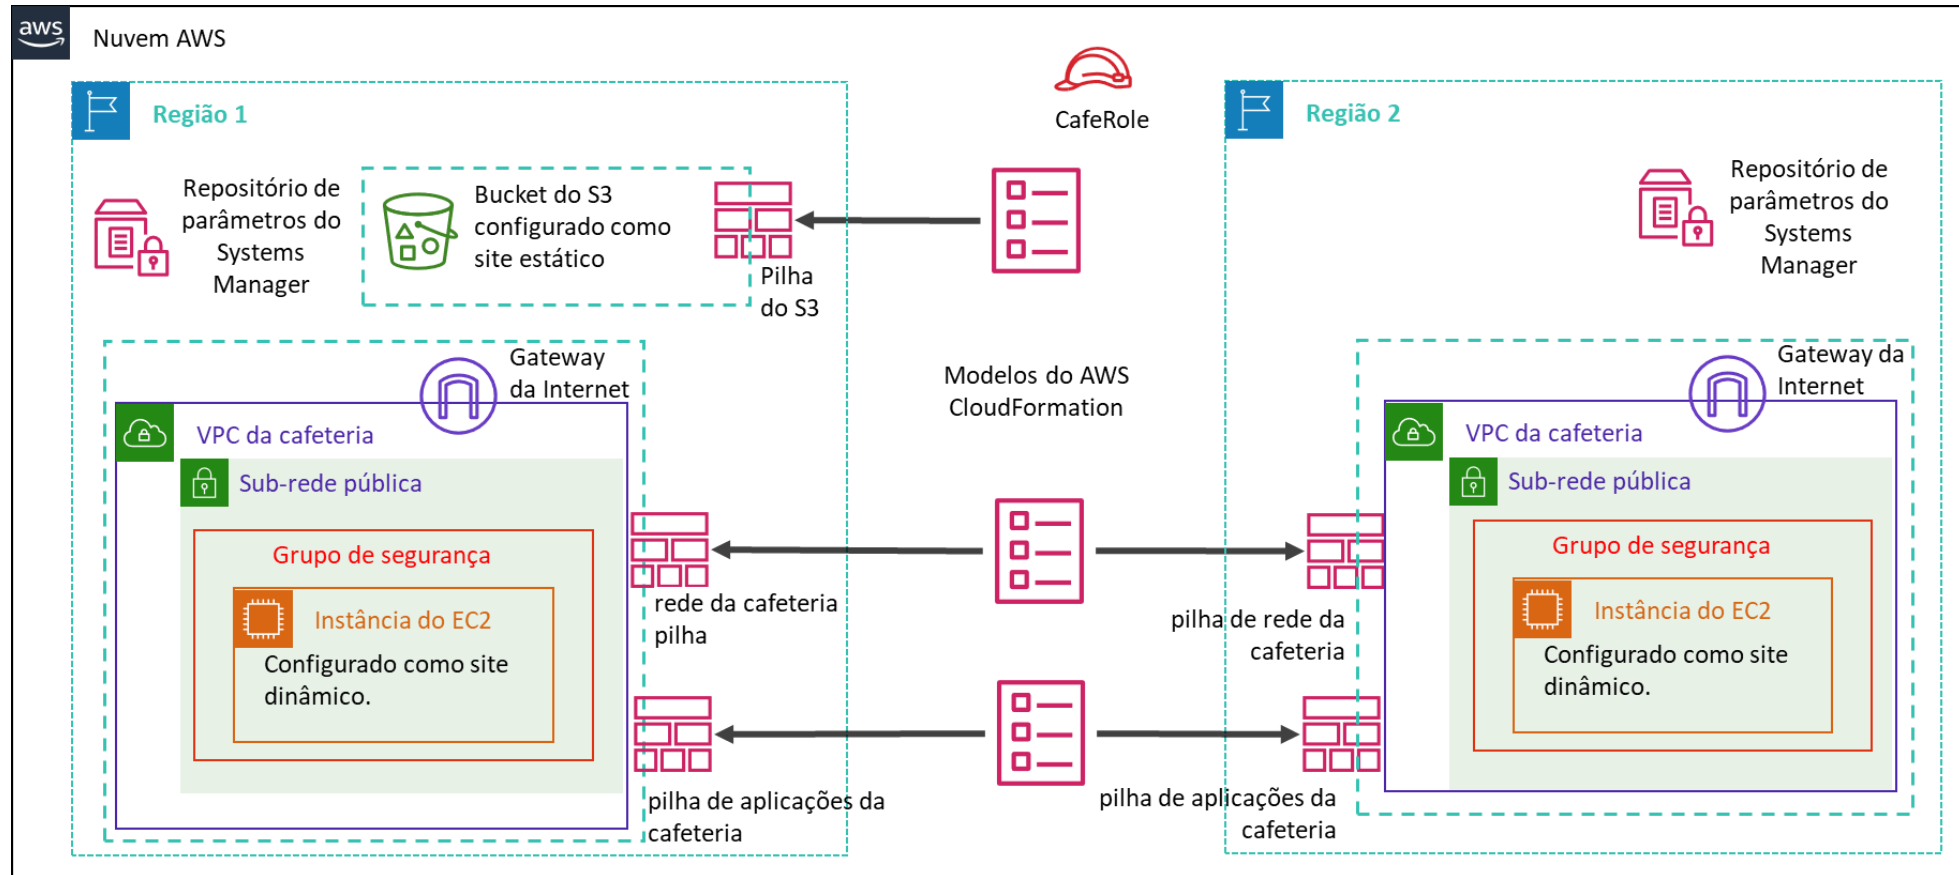 aws
Nuvem AWS
CafeRole
Região 1
Região 2
Repositório de
parâmetros do
Systems
Manager
Bucket do S3
configurado como
site estático
Pilha
do S3
Repositório de
parâmetros do
Systems
Manager
Gateway
da Internet
Modelos do AWS
CloudFormation
Gateway da
Internet
VPC da cafeteria
Sub-rede pública
Grupo de segurança
Instância do EC2
Configurado como site
dinâmico.
rede da cafeteria
pilha
pilha de aplicações da
cafeteria
VPC da cafeteria
Sub-rede pública
Grupo de segurança
Instância do EC2
Configurado como site
dinâmico.
pilha de rede da
cafeteria
pilha de aplicações da
cafeteria